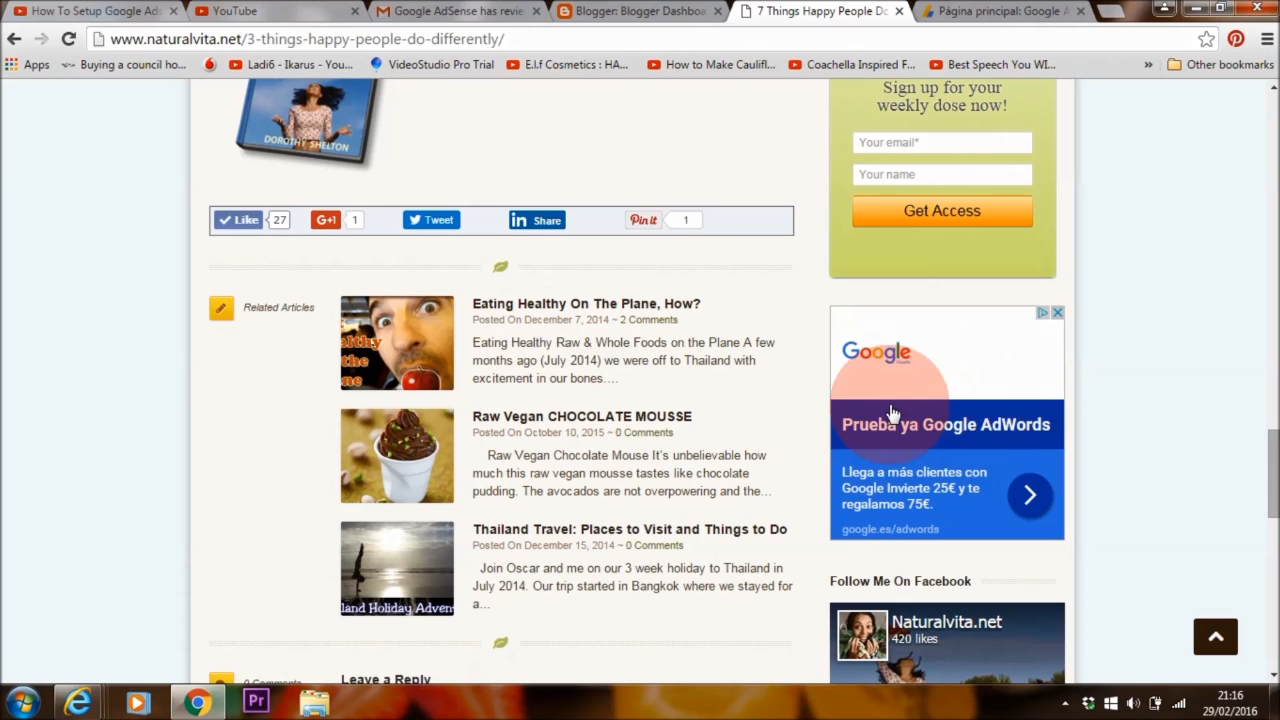 How To Setup Google Ad
YouTube
Google AdSense has revie
Blogger: Blogger Dashboa
7 Things Happy People Do
Página principal: Google A
www.naturalvita.net/3-things-happy-people-do-differently/
Apps
Buying a council ho...
Ladi6 - Ikarus - You...
VideoStudio Pro Trial
E.l.f Cosmetics : HA...
How to Make Caulifl...
Coachella Inspired F...
Best Speech You WI...
»
Other bookmarks
DOROTHY SHELTON
Like 27
G+1 1
Tweet
in Share
Pin it 1
Related Articles
Eating Healthy On The Plane, How?
Posted On December 7, 2014 ~ 2 Comments
Eating Healthy Raw & Whole Foods on the Plane A few
months ago (July 2014) we were off to Thailand with
excitement in our bones....
althy
the
ne
Raw Vegan CHOCOLATE MOUSSE
Posted On October 10, 2015 ~ 0 Comments
Raw Vegan Chocolate Mouse It's unbelievable how
much this raw vegan mousse tastes like chocolate
pudding. The avocados are not overpowering and the...
Thailand Travel: Places to Visit and Things to Do
Posted On December 15, 2014 ~ 0 Comments
Join Oscar and me on our 3 week holiday to Thailand in
July 2014. Our trip started in Bangkok where we stayed for
a...
land Holiday Adven
0 Comments
Leave a Reply
Sign up for your
weekly dose now!
Your email*
Your name
Get Access
Google
Prueba ya Google AdWords
Llega a más clientes con
Google Invierte 25€ y te
regalamos 75€.
google.es/adwords
Follow Me On Facebook
Naturalvita.net
420 likes
Pr
21:16
29/02/2016